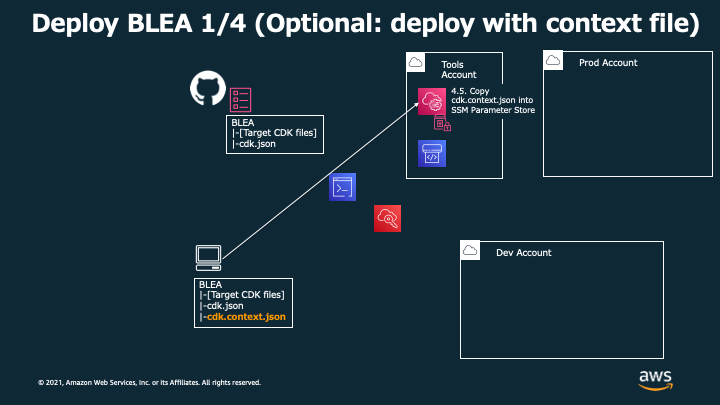 Deploy BLEA 1/4 (Optional: deploy with context file)
Tools
Account
4.5. Copy
cdk.context.json into
SSM Parameter Store
Prod Account
BLEA
|-[Target CDK files]
|-cdk.json
Dev Account
BLEA
|-[Target CDK files]
|-cdk.json
|-cdk.context.json
© 2021, Amazon Web Services, Inc. or its Affiliates. All rights reserved.
aws